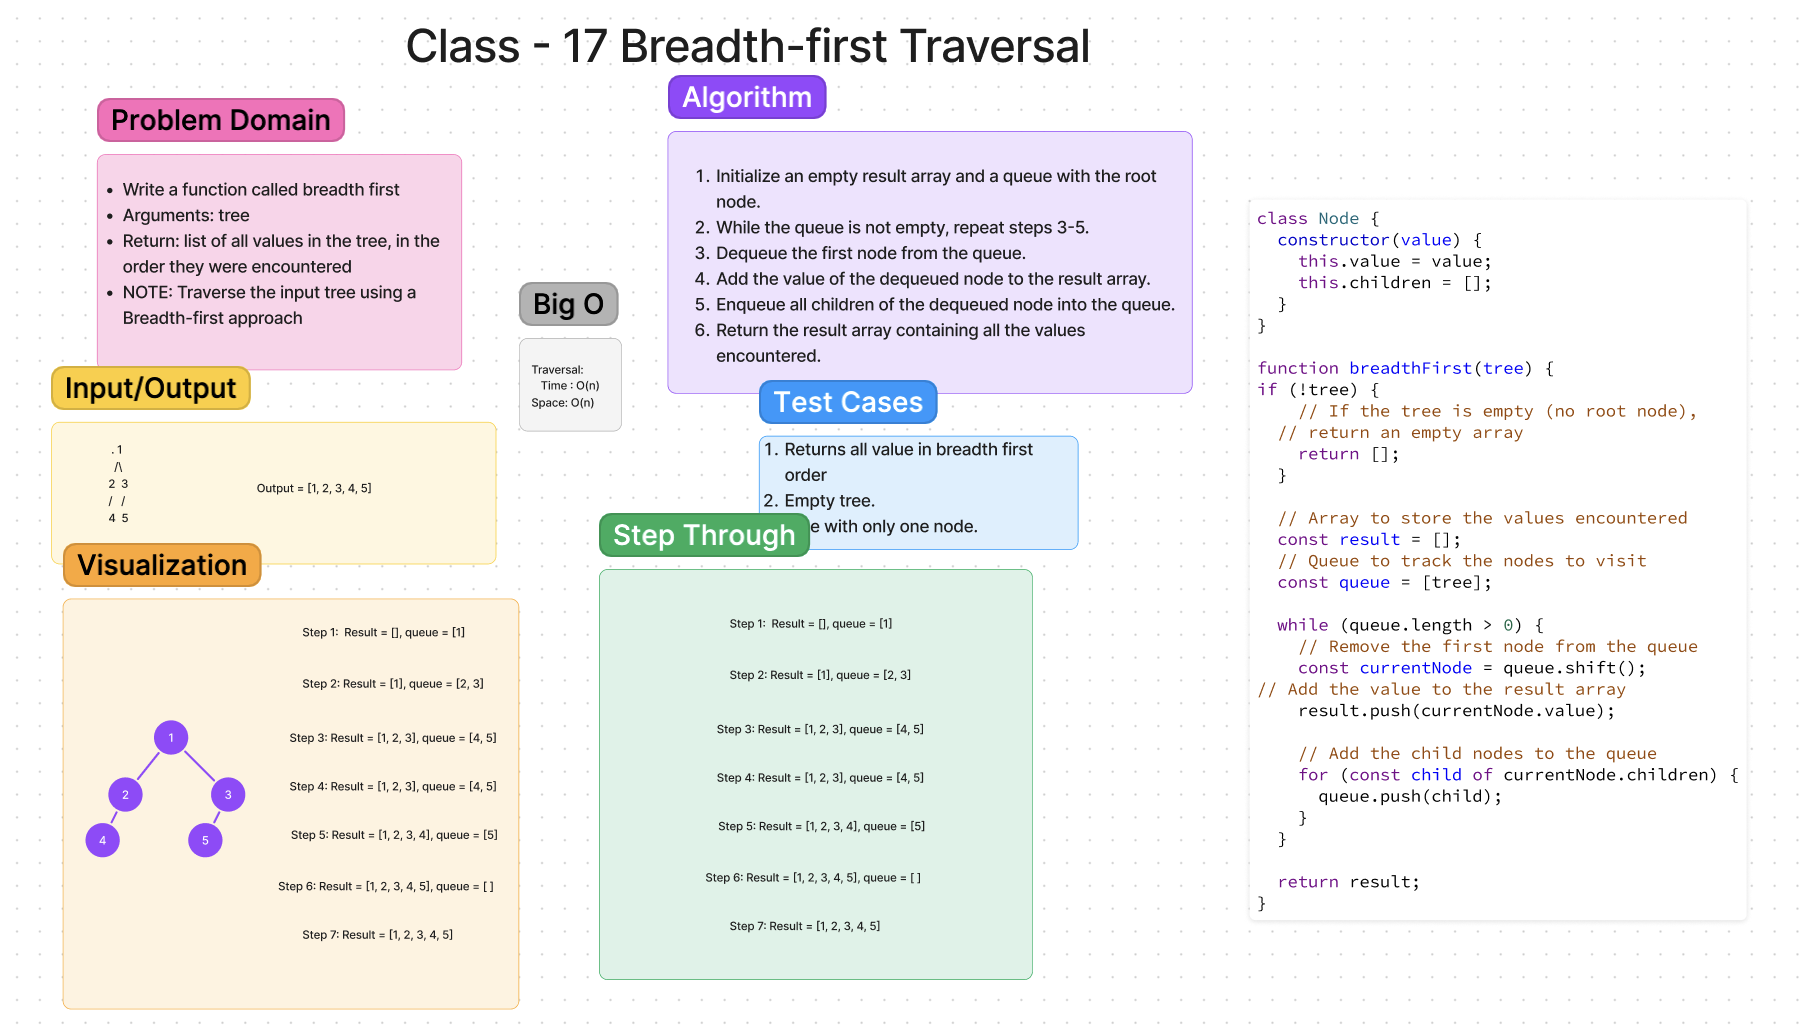 Class - 17 Breadth-first Traversal
Problem Domain
• Write a function called breadth first
• Arguments: tree
• Return: list of all values in the tree, in the
order they were encountered
• NOTE: Traverse the input tree using a
Breadth-first approach
Input/Output
. 1
/\
2 3
/ /
4 5
Output = [1, 2, 3, 4, 5]
Visualization
1
2
3
4
5
Step 1: Result = [], queue = [1]
Step 2: Result = [1], queue = [2, 3]
Step 3: Result = [1, 2, 3], queue = [4, 5]
Step 4: Result = [1, 2, 3], queue = [4, 5]
Step 5: Result = [1, 2, 3, 4], queue = [5]
Step 6: Result = [1, 2, 3, 4, 5], queue = [ ]
Step 7: Result = [1, 2, 3, 4, 5]
Big O
Traversal:
Time : O(n)
Space: O(n)
Algorithm
1. Initialize an empty result array and a queue with the root
node.
2. While the queue is not empty, repeat steps 3-5.
3. Dequeue the first node from the queue.
4. Add the value of the dequeued node to the result array.
5. Enqueue all children of the dequeued node into the queue.
6. Return the result array containing all the values
encountered.
Test Cases
1. Returns all value in breadth first
order
2. Empty tree.
with only one node.
Step Through
Step 1: Result = [], queue = [1]
Step 2: Result = [1], queue = [2, 3]
Step 3: Result = [1, 2, 3], queue = [4, 5]
Step 4: Result = [1, 2, 3], queue = [4, 5]
Step 5: Result = [1, 2, 3, 4], queue = [5]
Step 6: Result = [1, 2, 3, 4, 5], queue = [ ]
Step 7: Result = [1, 2, 3, 4, 5]
class Node {
  constructor(value) {
    this.value = value;
    this.children = [];
  }
}
function breadthFirst(tree) {
if (!tree) {
    // If the tree is empty (no root node),
  // return an empty array
    return [];
  }
  // Array to store the values encountered
  const result = [];
  // Queue to track the nodes to visit
  const queue = [tree];
  while (queue.length > 0) {
    // Remove the first node from the queue
    const currentNode = queue.shift();
// Add the value to the result array
    result.push(currentNode.value);
    // Add the child nodes to the queue
    for (const child of currentNode.children) {
      queue.push(child);
    }
  }
  return result;
}